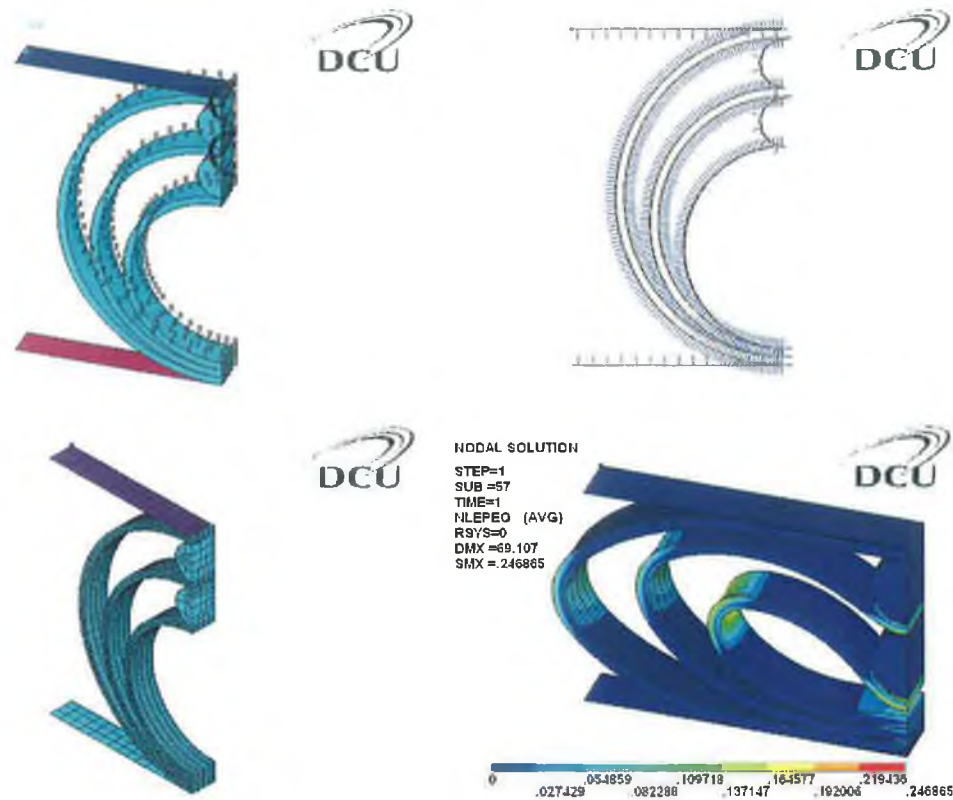 DCU
DCU
DCU
DCU
NODAL SOLUTION
STEP=1
SUB =57
TIME=1
NLEPEQ (AVG)
RSYS=0
DMX =69.107
SMX =.246865
0 .054859 .109718 .164577 .219436
.027429 .082288 .137147 .192006 .246865